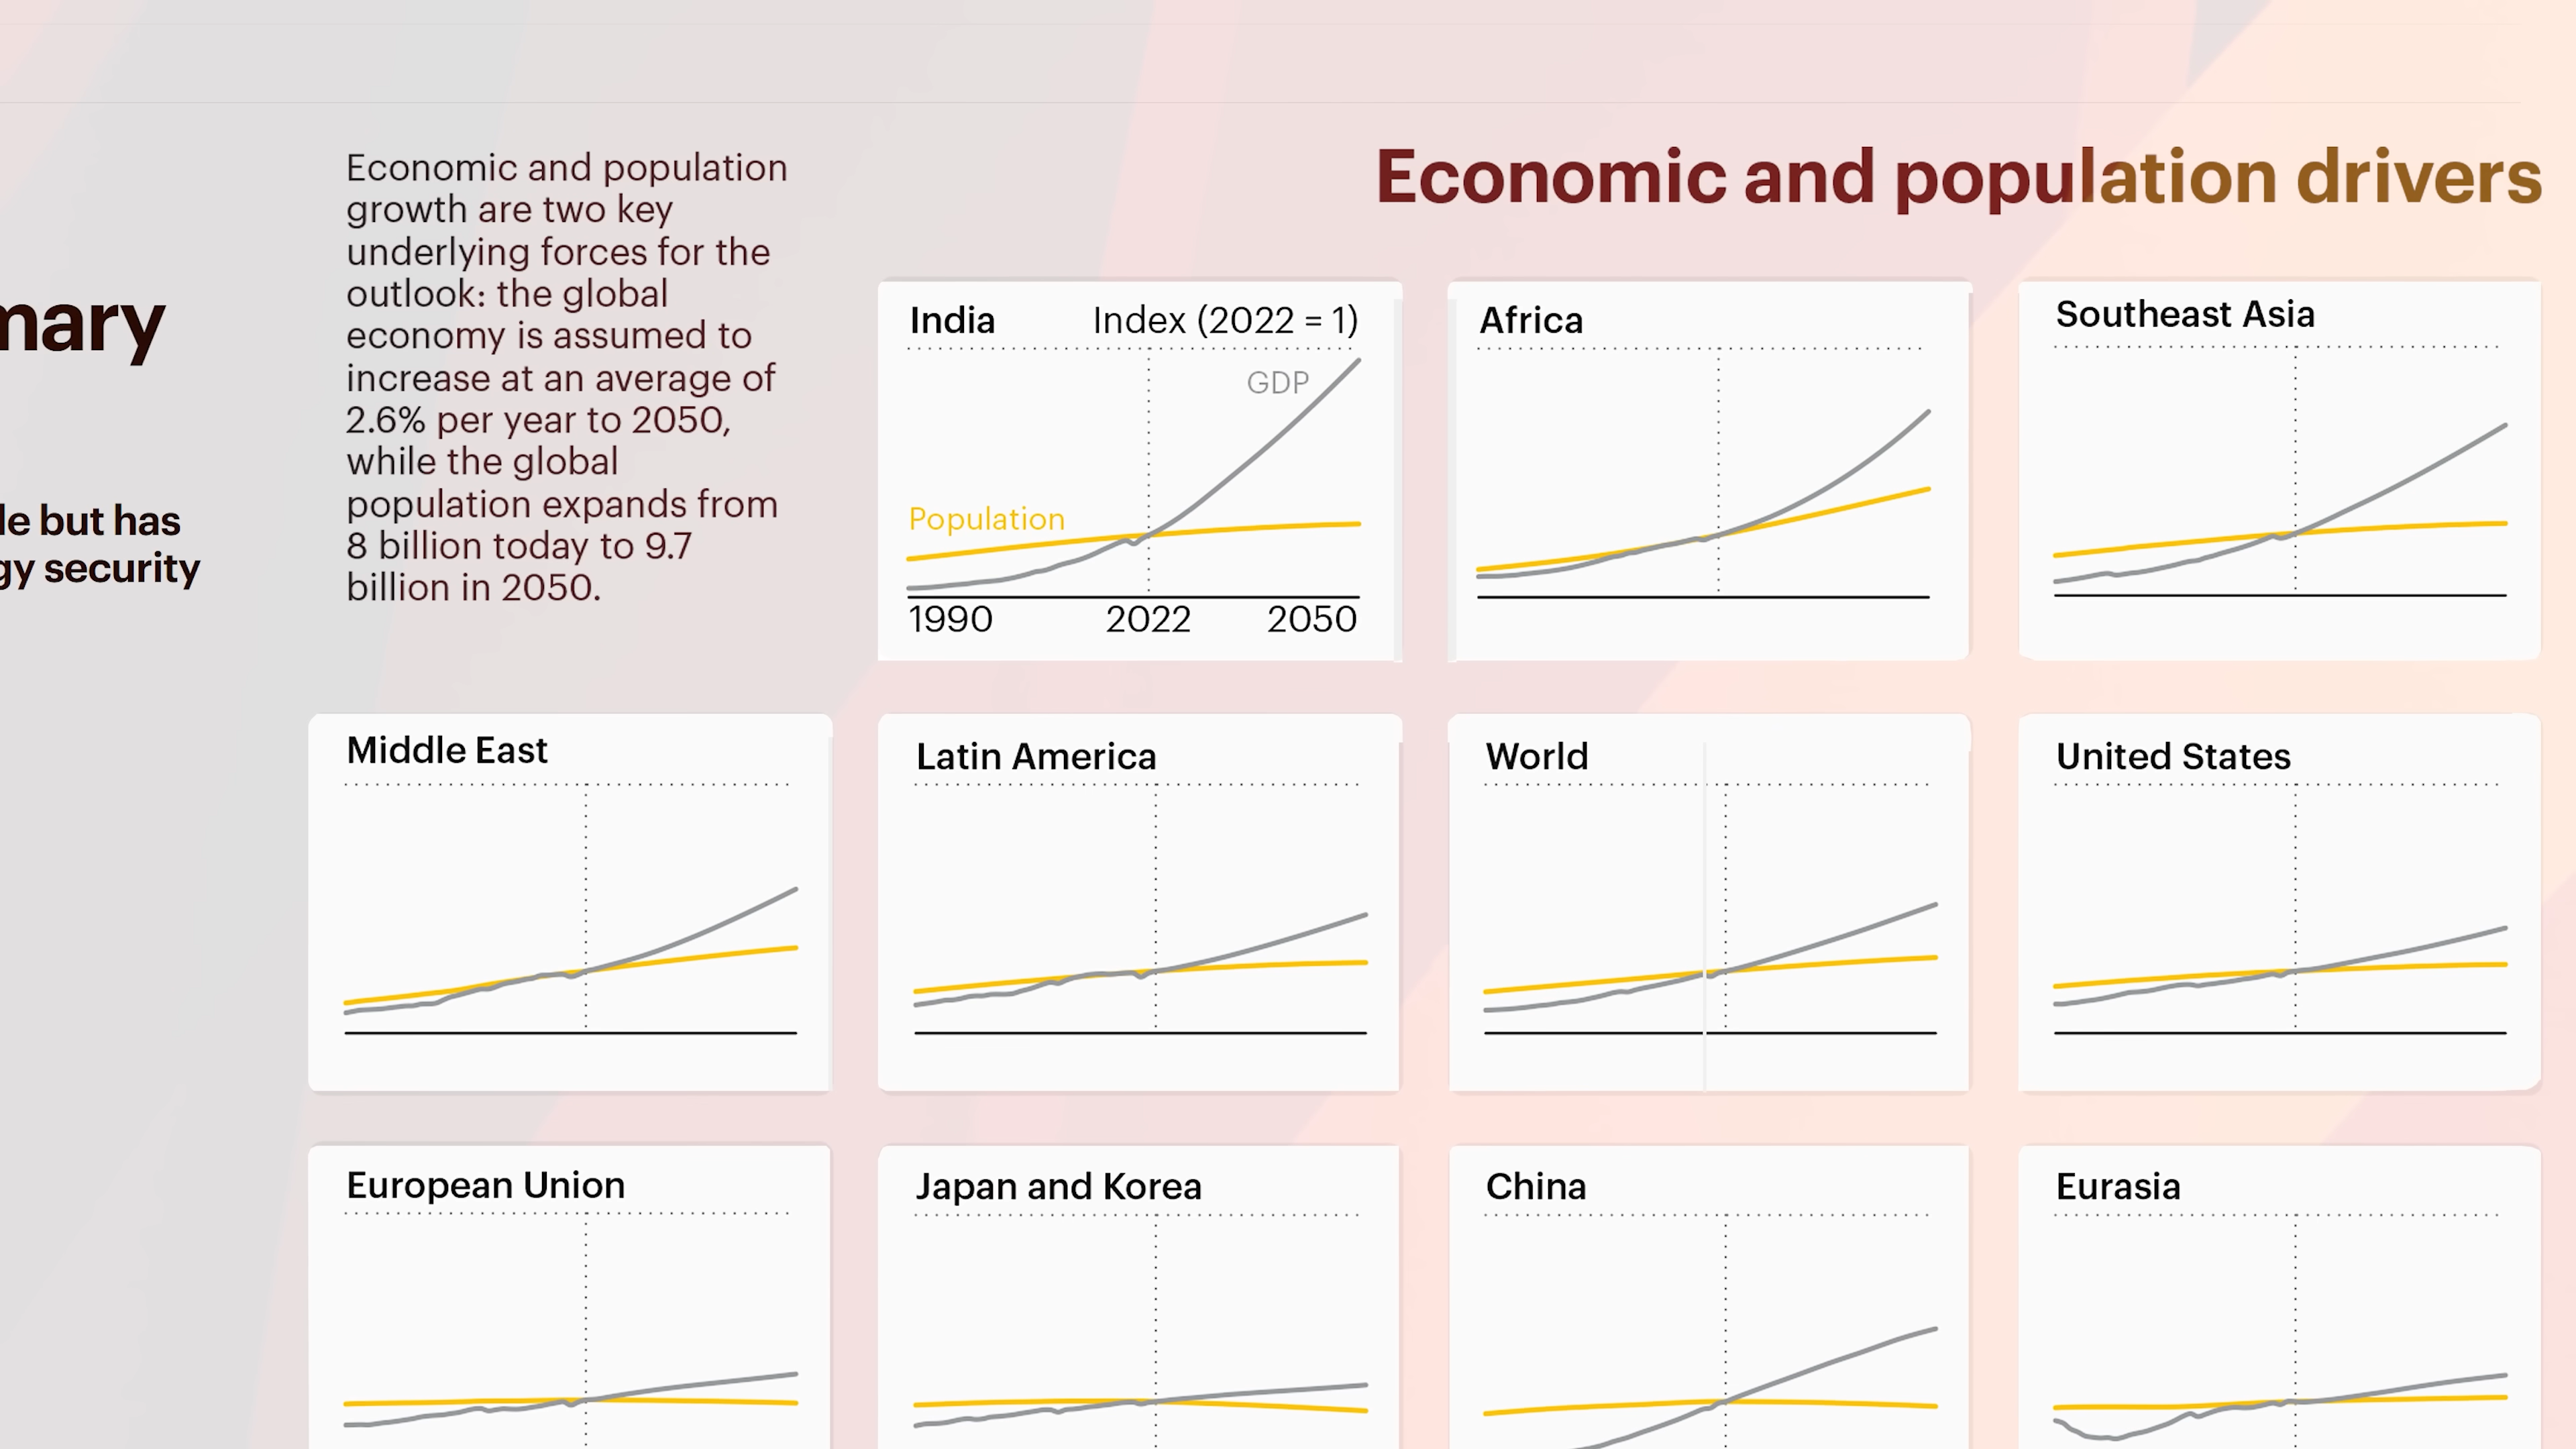 Economic and population drivers
mary
le but has
gy security
Economic and population
growth are two key
underlying forces for the
outlook: the global
economy is assumed to
increase at an average of
2.6% per year to 2050,
while the global
population expands from
8 billion today to 9.7
billion in 2050.
India Index (2022 = 1)
GDP
Population
1990 2022 2050
Africa
Southeast Asia
Middle East
Latin America
World
United States
European Union
Japan and Korea
China
Eurasia